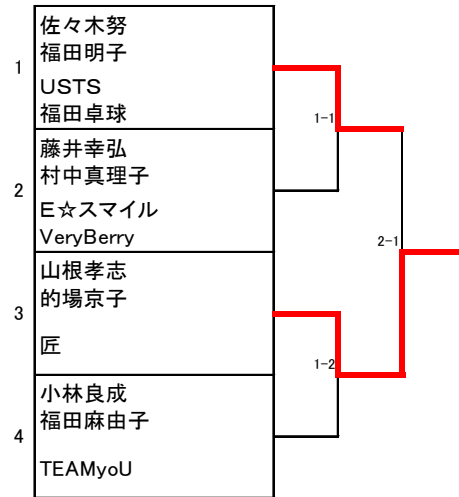 1
佐々木努
福田明子
USTS
福田卓球
2
藤井幸弘
村中真理子
E☆スマイル
VeryBerry
3
山根孝志
的場京子
匠
4
小林良成
福田麻由子
TEAMyoU
1-1
1-2
2-1